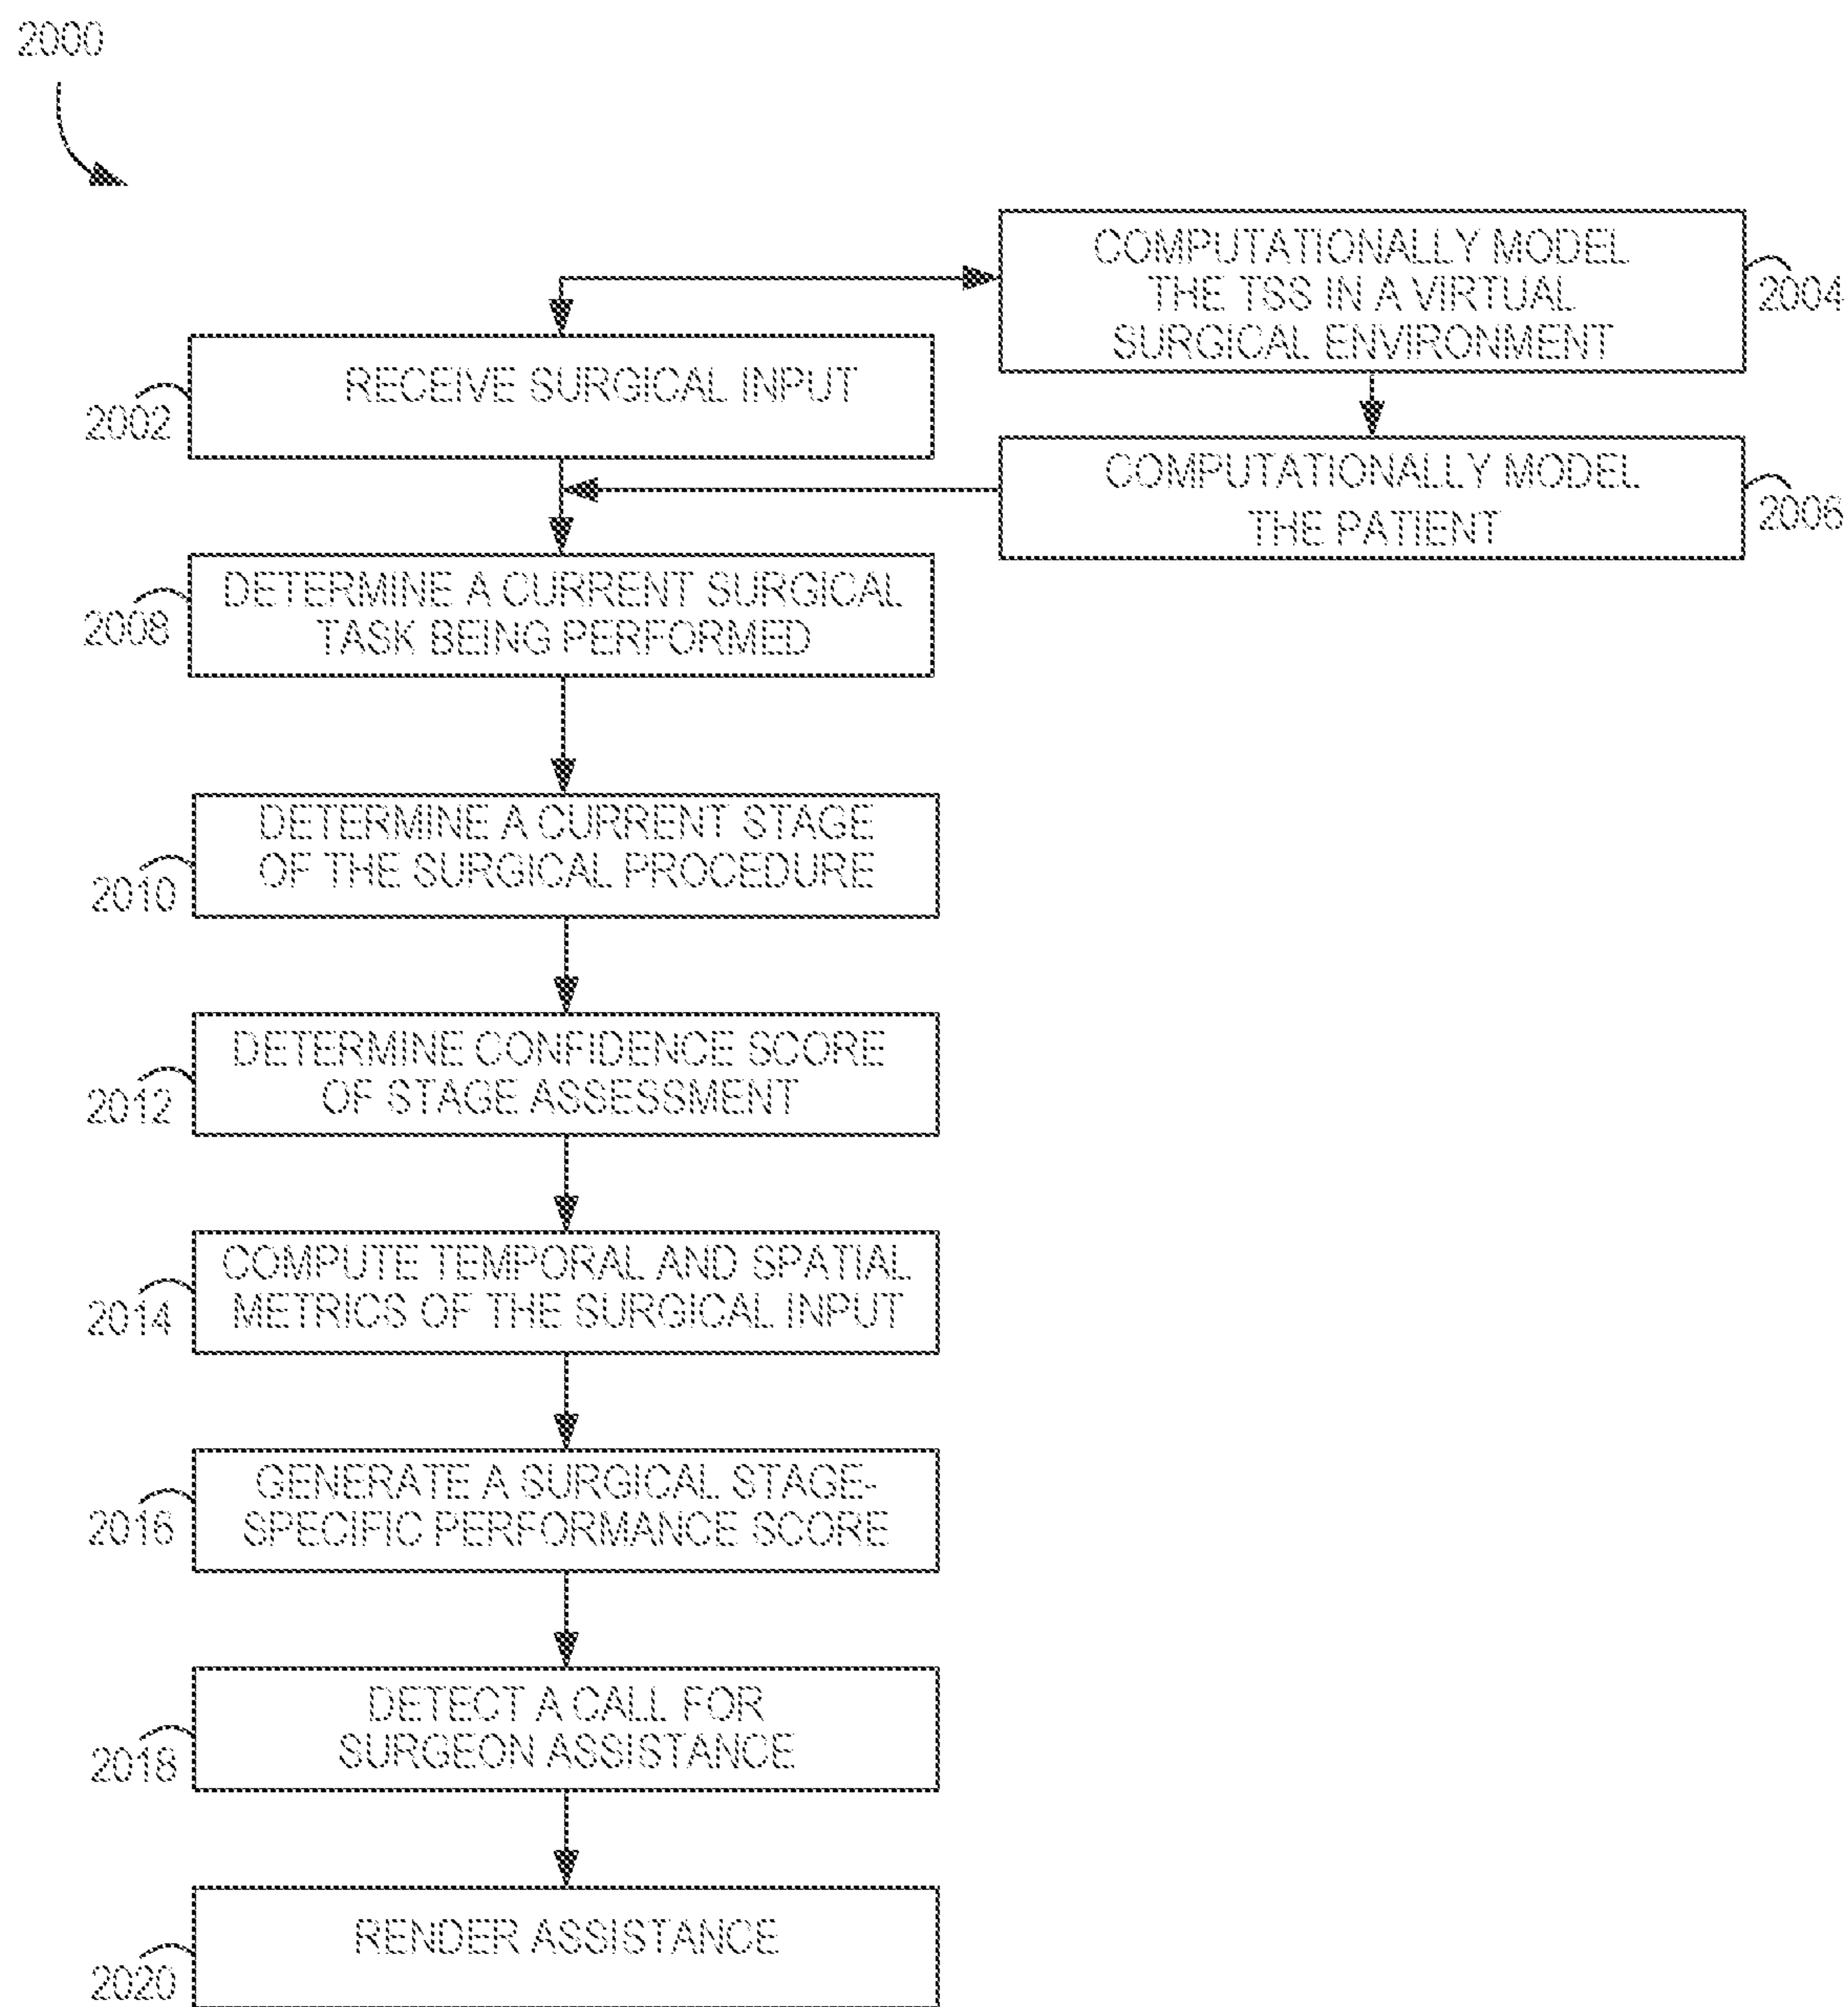 2000
COMPUTATIONALLY MODEL
THE TSS IN A VIRTUAL
SURGICAL ENVIRONMENT
2004
RECEIVE SURGICAL INPUT
2002
COMPUTATIONALLY MODEL
THE PATIENT
2006
DETERMINE A CURRENT SURGICAL
TASK BEING PERFORMED
2008
DETERMINE A CURRENT STAGE
OF THE SURGICAL PROCEDURE
2010
DETERMINE CONFIDENCE SCORE
OF STAGE ASSESSMENT
2012
COMPUTE TEMPORAL AND SPATIAL
METRICS OF THE SURGICAL INPUT
2014
GENERATE A SURGICAL STAGE-
SPECIFIC PERFORMANCE SCORE
2016
DETECT A CALL FOR
SURGEON ASSISTANCE
2018
RENDER ASSISTANCE
2020